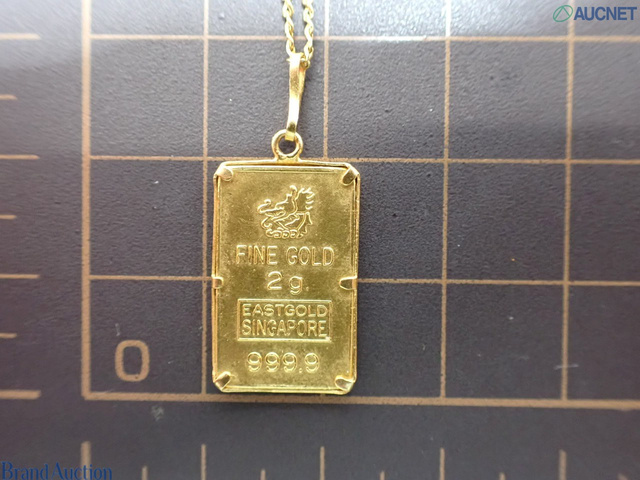 AUCNET
FINE GOLD
2g.
EASTGOLD
SINGAPORE
999.9
0
Brand Auction